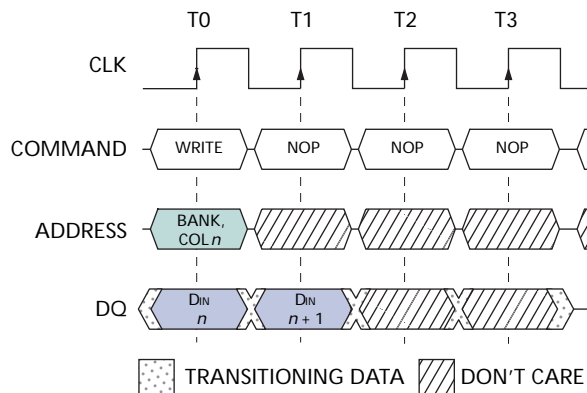 T0 T1 T2 T3
CLK
COMMAND WRITE NOP NOP NOP
ADDRESS BANK,
COL n
DQ DIN DIN
n n + 1
TRANSITIONING DATA DON'T CARE